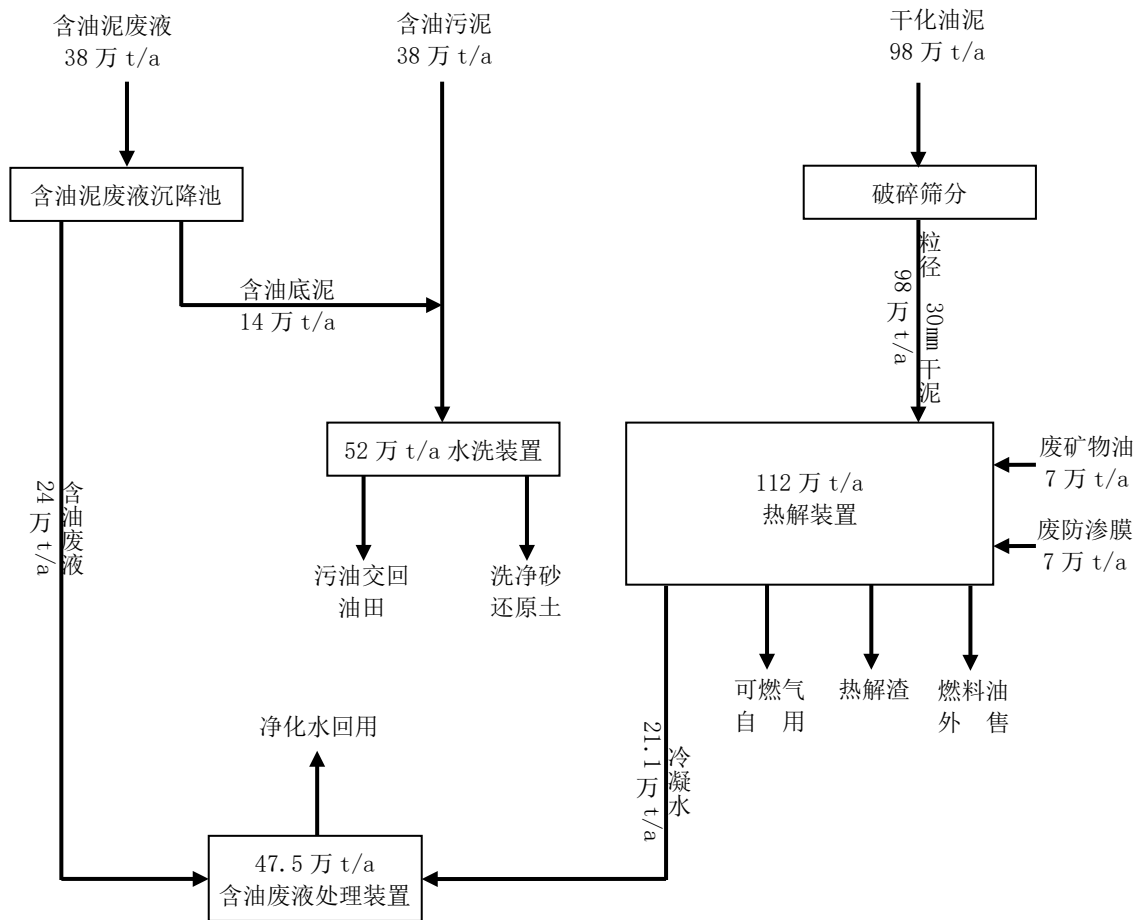 含油泥废液
38 万 t/a
含油污泥
38 万 t/a
干化油泥
98 万 t/a
含油泥废液沉降池
破碎筛分
含油底泥
14 万 t/a
粒径 30mm 干泥
98 万 t/a
52 万 t/a 水洗装置
112 万 t/a
热解装置
废矿物油
7 万 t/a
废防渗膜
7 万 t/a
含油废液
24 万 t/a
污油交回
油田
洗净砂
还原土
可燃气
自 用
热解渣
燃料油
外 售
净化水回用
冷凝水
21.1 万 t/a
47.5 万 t/a
含油废液处理装置